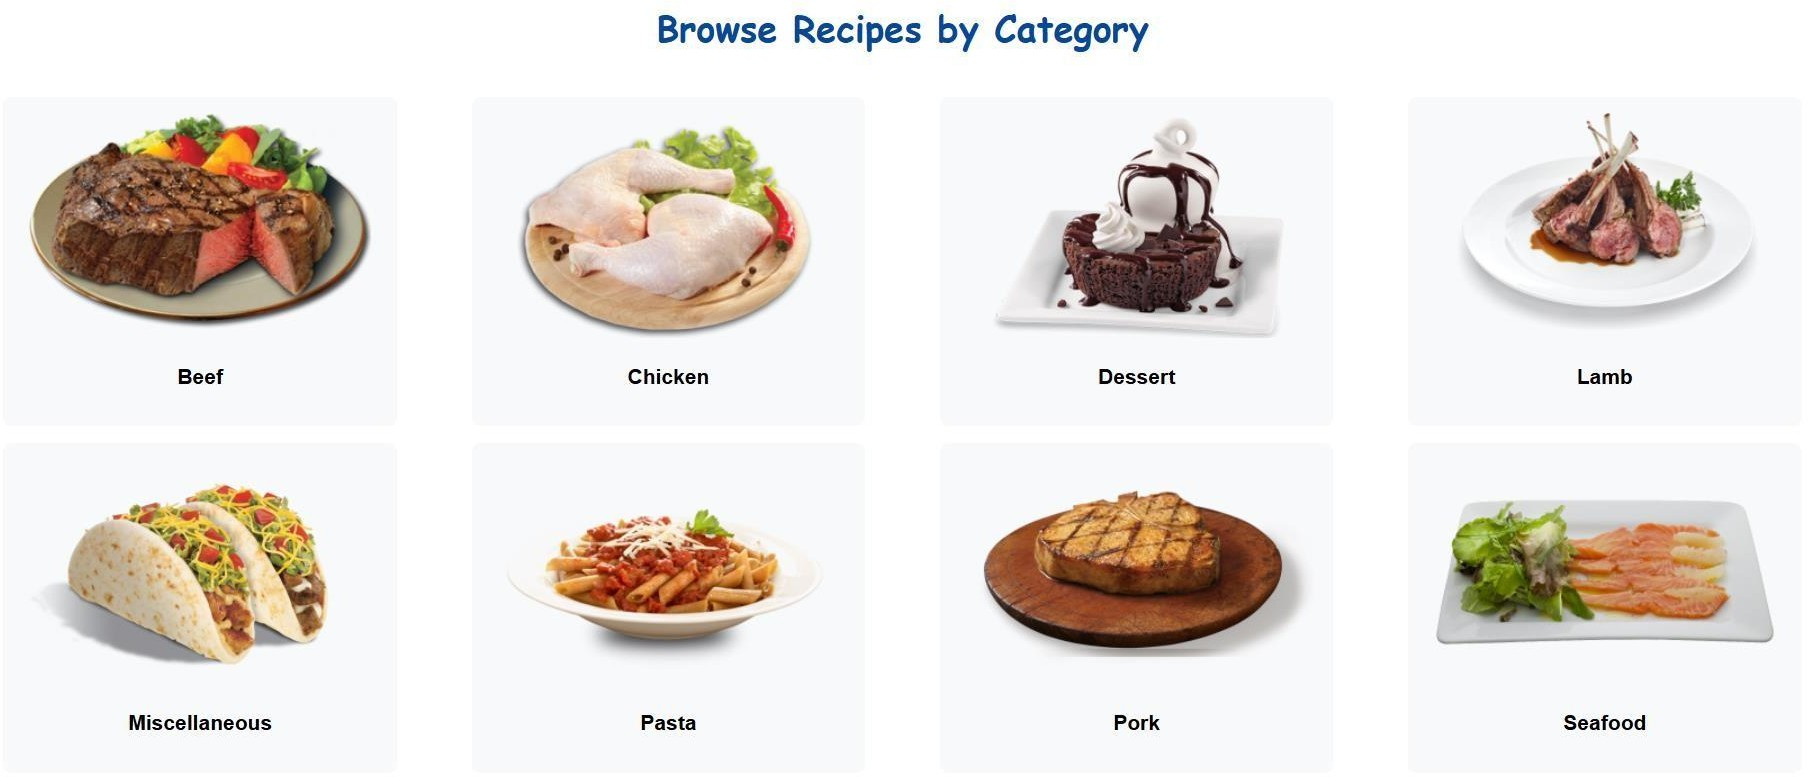 Browse Recipes by Category
Beef
Chicken
Dessert
Lamb
Miscellaneous
Pasta
Pork
Seafood